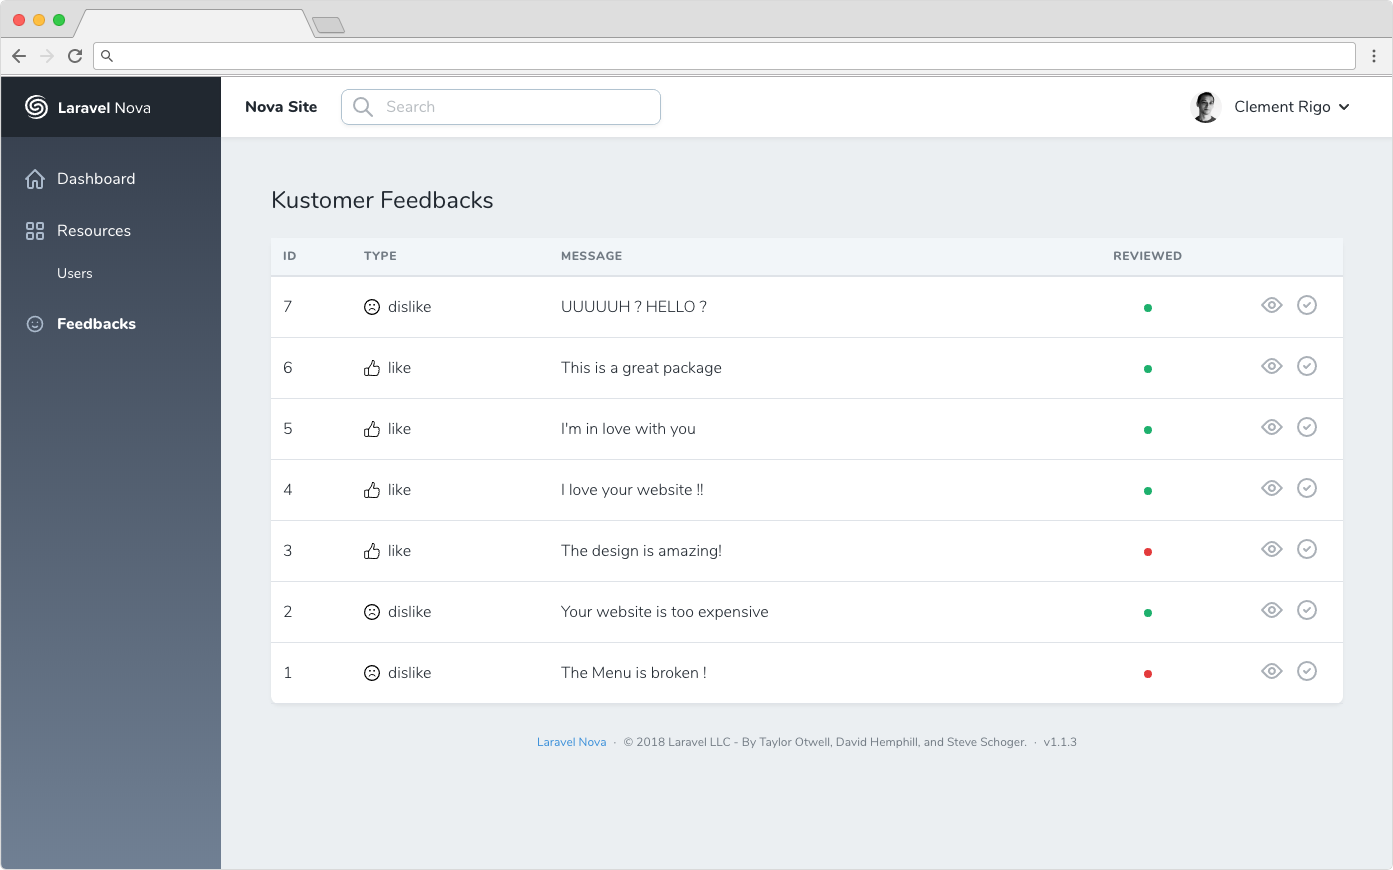 Laravel Nova
Nova Site
Search
Clement Rigo
Dashboard
Resources
Users
Feedbacks
Kustomer Feedbacks
ID TYPE MESSAGE REVIEWED
7 dislike UUUUUH ? HELLO ?
6 like This is a great package
5 like I'm in love with you
4 like I love your website !!
3 like The design is amazing!
2 dislike Your website is too expensive
1 dislike The Menu is broken !
Laravel Nova · © 2018 Laravel LLC - By Taylor Otwell, David Hemphill, and Steve Schoger. · v1.1.3